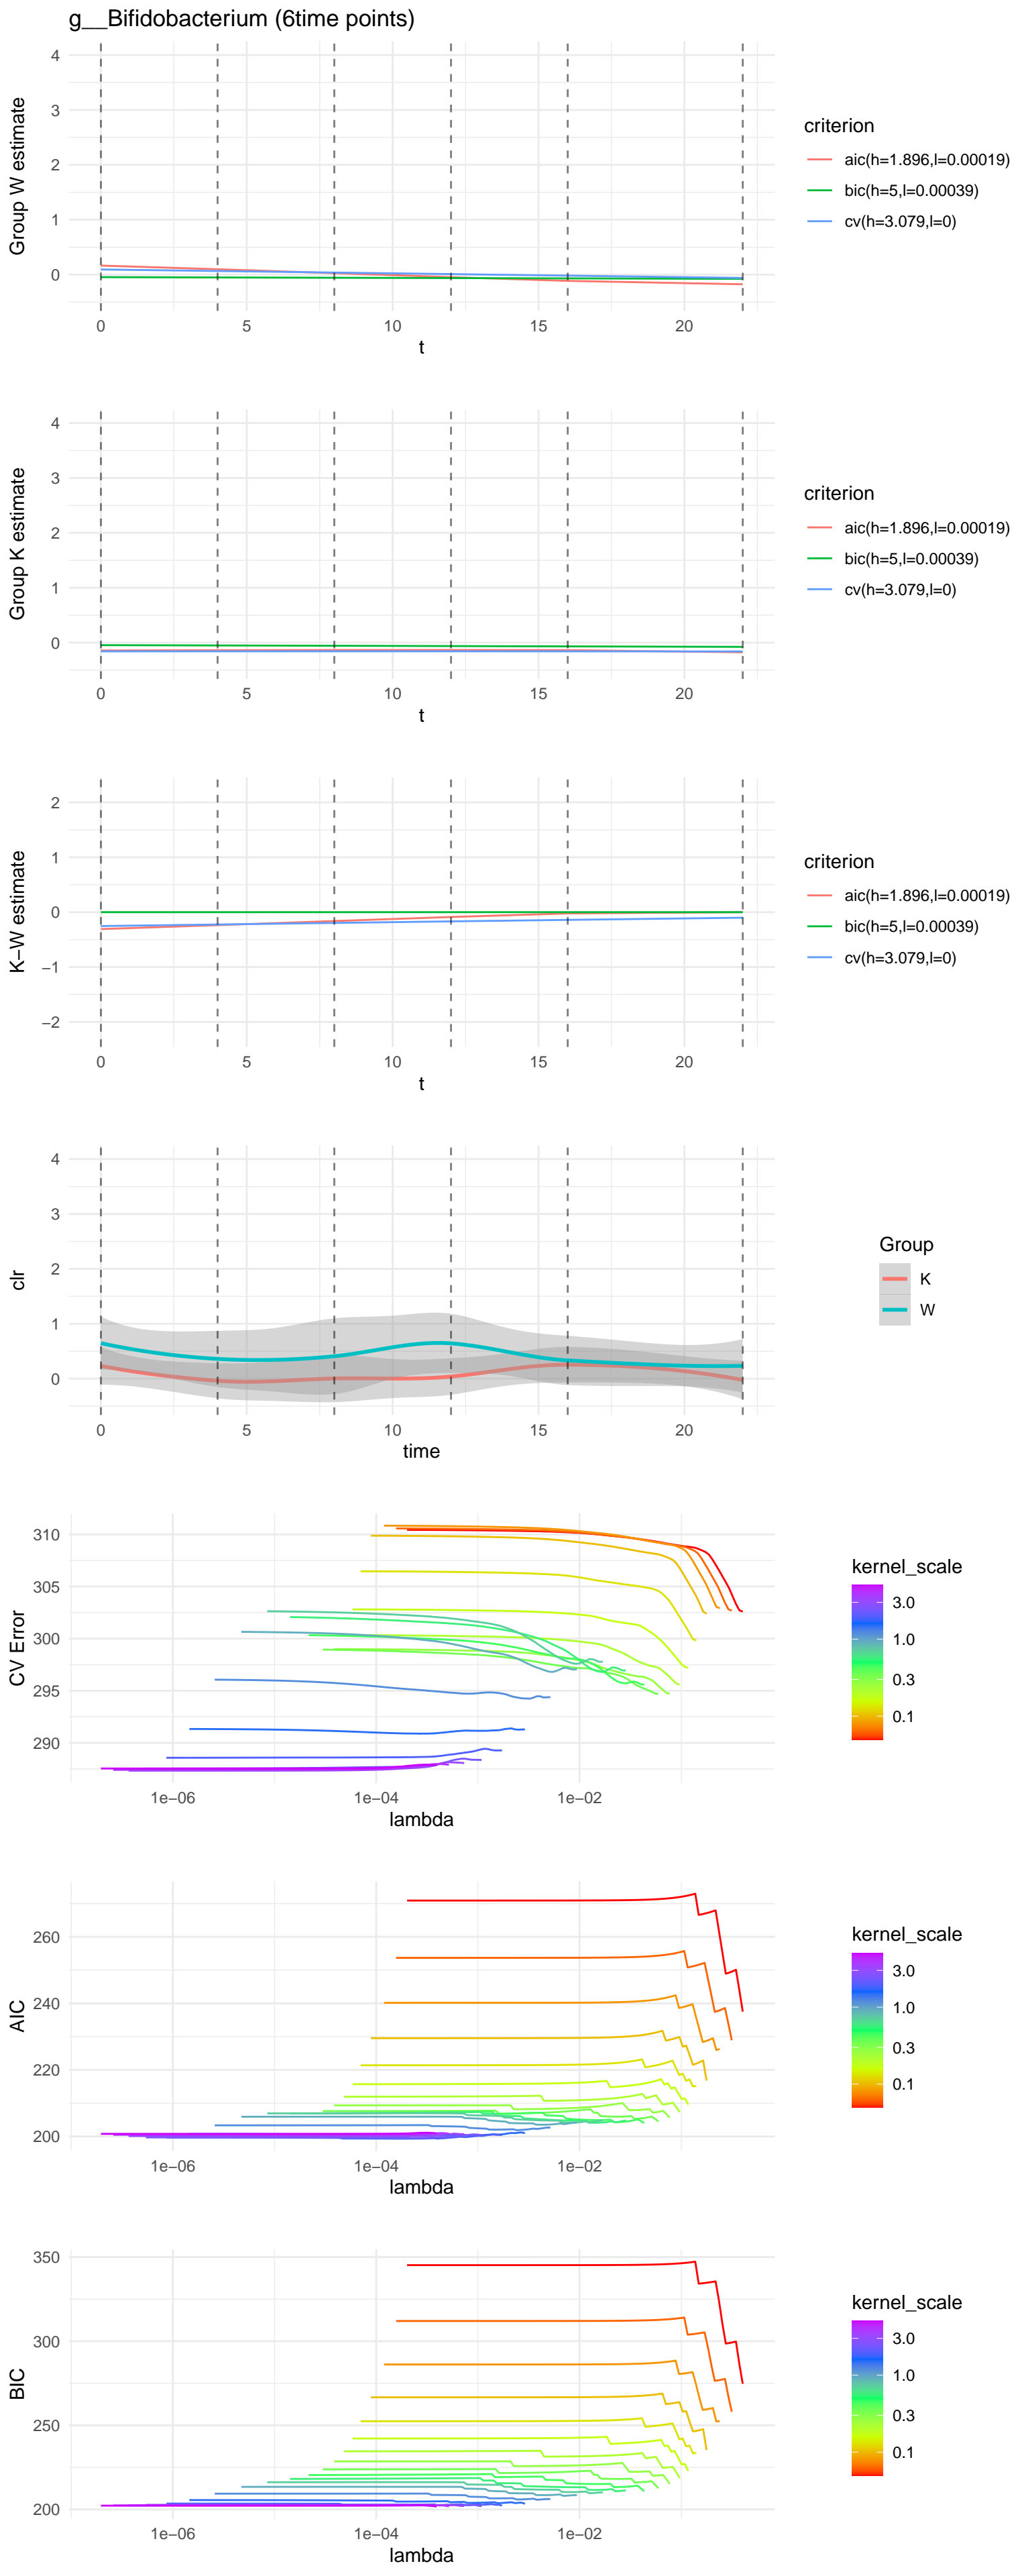 g__Bifidobacterium (6time points)
4
3
2
1
0
Group W estimate
0 5 10 15 20
t
criterion
aic(h=1.896,l=0.00019)
bic(h=5,l=0.00039)
cv(h=3.079,l=0)
4
3
2
1
0
Group K estimate
0 5 10 15 20
t
criterion
aic(h=1.896,l=0.00019)
bic(h=5,l=0.00039)
cv(h=3.079,l=0)
2
1
0
−1
−2
K−W estimate
0 5 10 15 20
t
criterion
aic(h=1.896,l=0.00019)
bic(h=5,l=0.00039)
cv(h=3.079,l=0)
4
3
2
1
0
clr
0 5 10 15 20
time
Group
K
W
310
305
300
295
290
CV Error
1e−06 1e−04 1e−02
lambda
kernel_scale
3.0
1.0
0.3
0.1
260
240
220
200
AIC
1e−06 1e−04 1e−02
lambda
kernel_scale
3.0
1.0
0.3
0.1
350
300
250
200
BIC
1e−06 1e−04 1e−02
lambda
kernel_scale
3.0
1.0
0.3
0.1